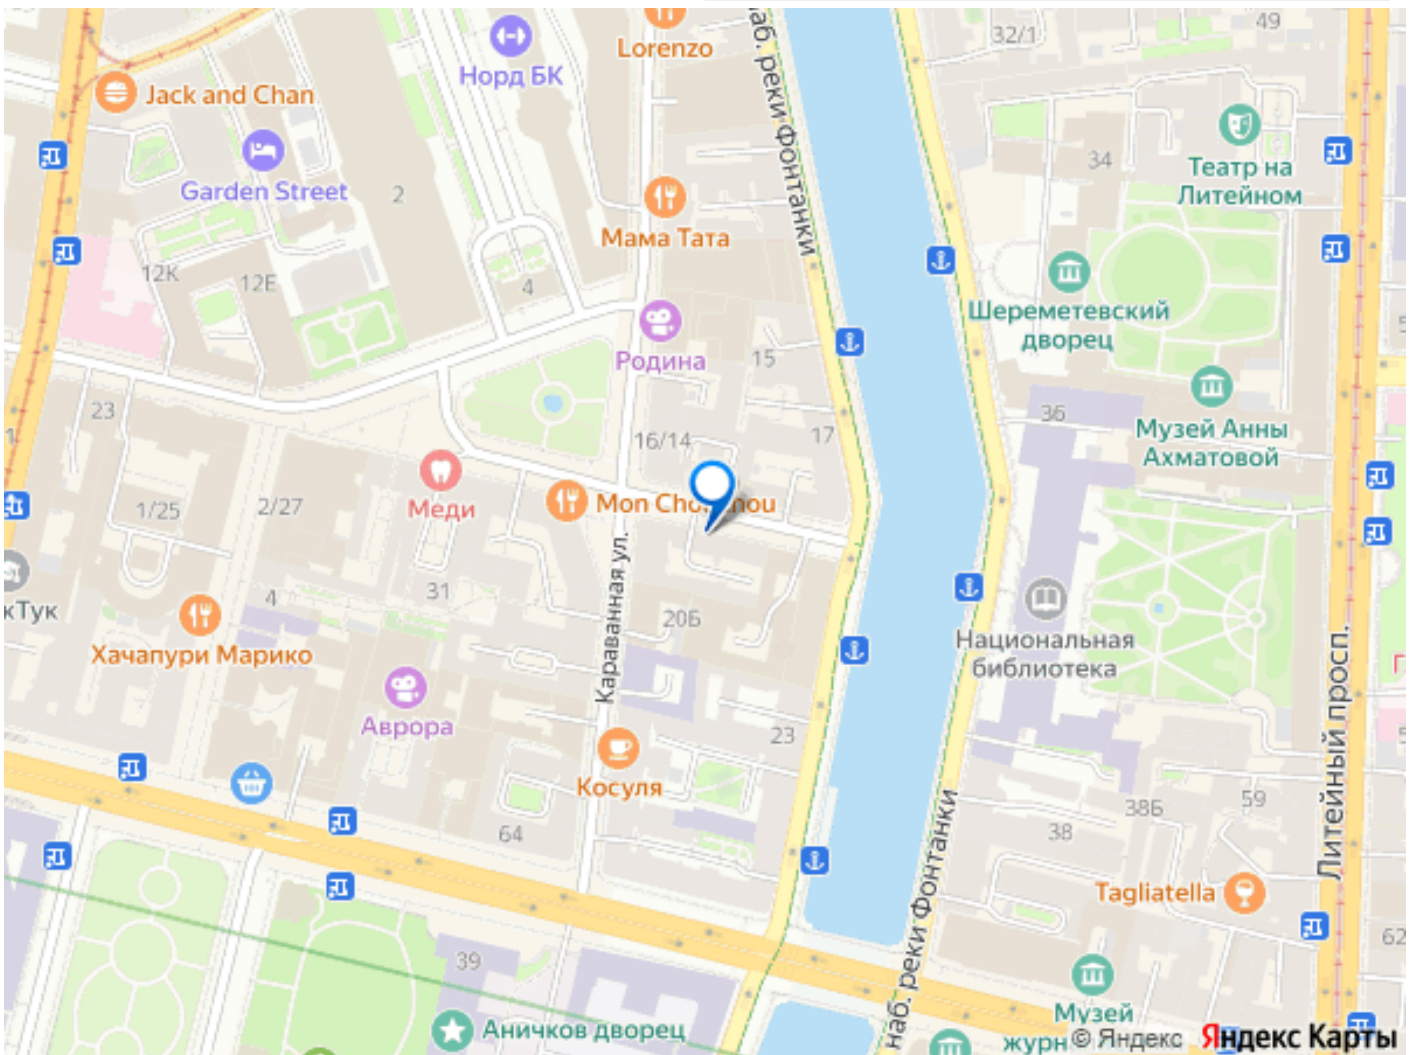 49
32/1
Lorenzo
Норд БК
Jack and Chan
наб. реки Фонтанки
Garden Street
2
34
Театр на
Литейном
Мама Тата
12К
12Е
4
Шереметевский
дворец
Родина
15
23
16/14
17
36
Музей Анны
Ахматовой
1/25
2/27
Меди
Mon Chouchou
Караванная ул.
31
4
20Б
Национальная
библиотека
Хачапури Марико
Аврора
23
Литейный просп.
Косуля
64
38
38Б
59
наб. реки Фонтанки
Tagliatella
62
39
Аничков дворец
Музей
журн
© Яндекс
Яндекс Карты